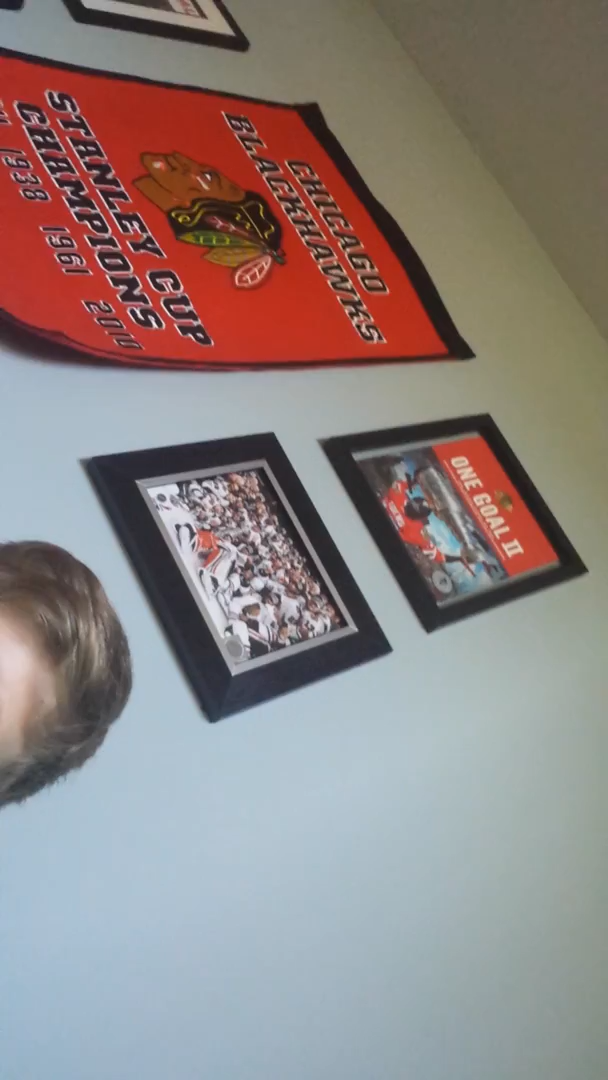 CHICAGO
BLACKHAWKS
STANLEY CUP
CHAMPIONS
1938 1961 2010
ONE GOAL II